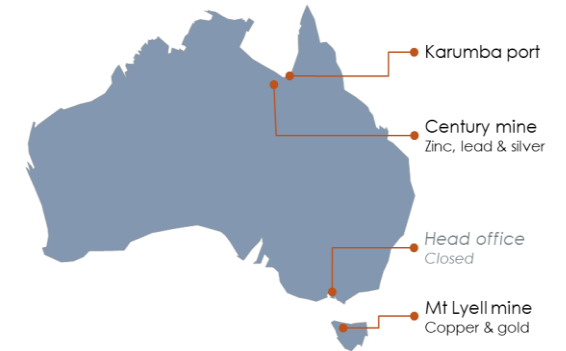 Karumba port
Century mine
Zinc, lead & silver
Head office
Closed
Mt Lyell mine
Copper & gold